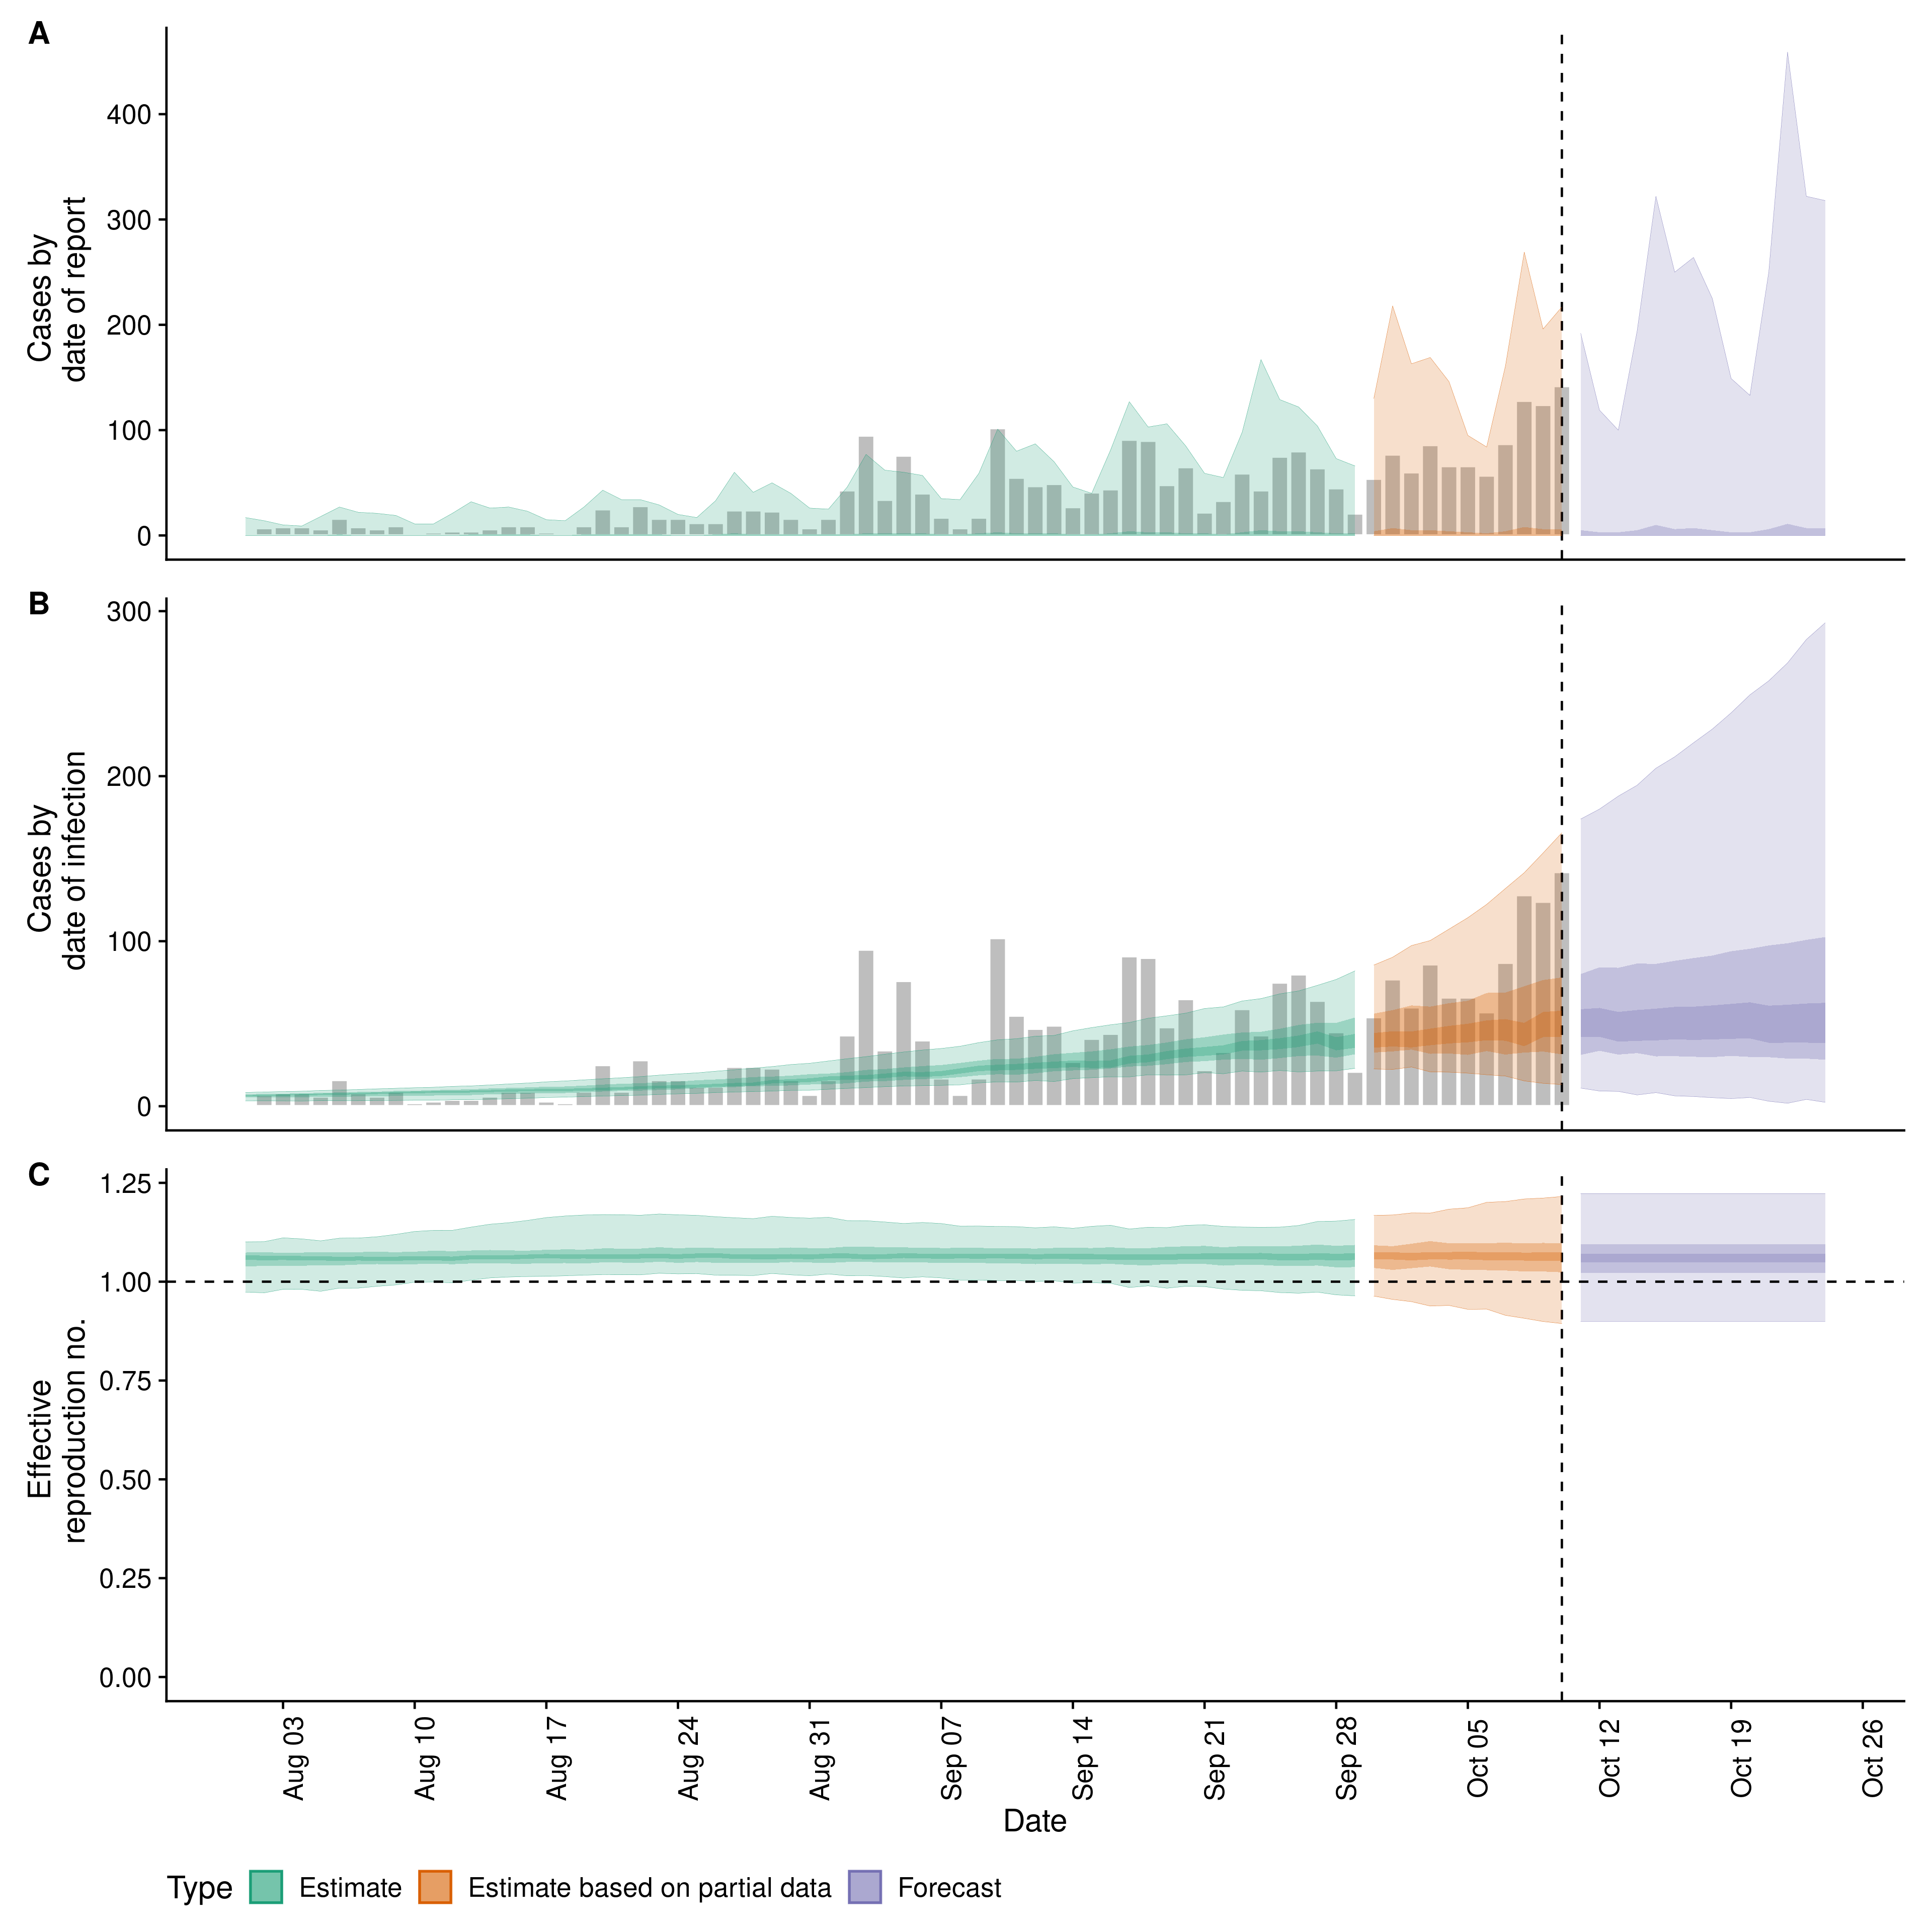 A
Cases by
date of report
400
300
200
100
0
B
Cases by
date of infection
300
200
100
0
C
Effective
reproduction no.
1.25
1.00
0.75
0.50
0.25
0.00
Aug 03
Aug 10
Aug 17
Aug 24
Aug 31
Sep 07
Sep 14
Sep 21
Sep 28
Oct 05
Oct 12
Oct 19
Oct 26
Date
Type Estimate Estimate based on partial data Forecast